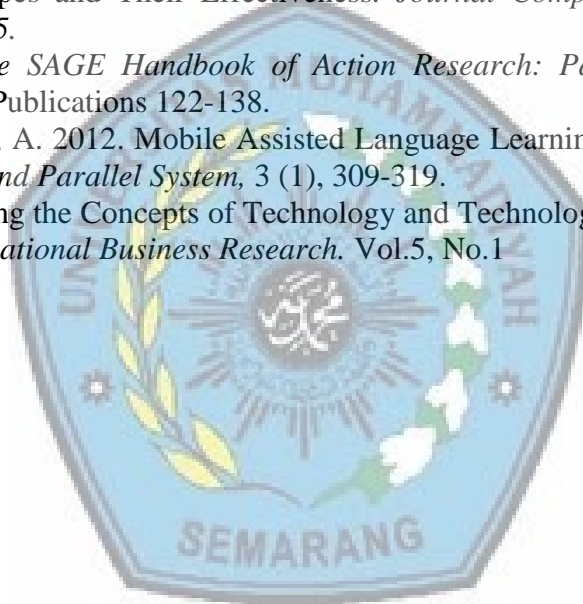 pes and Their Effectiveness. Journal Comp
5.
e SAGE Handbook of Action Research: Pa
Publications 122-138.
, A. 2012. Mobile Assisted Language Learnin
nd Parallel System, 3 (1), 309-319.
ng the Concepts of Technology and Technolog
ational Business Research. Vol.5, No.1
MUHAMMADIYAH
SEMARANG